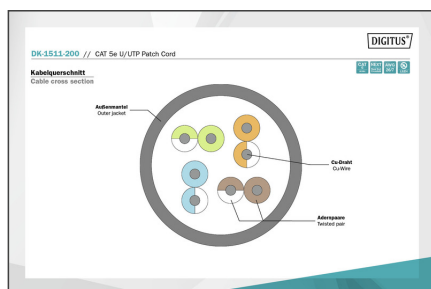 DIGITUS®
DK-1511-200 // CAT 5e U/UTP Patch Cord
Kabelquerschnitt
Cable cross section
Außenmantel
Outer jacket
Cu-Draht
Cu-Wire
Aderspaare
Twisted pair